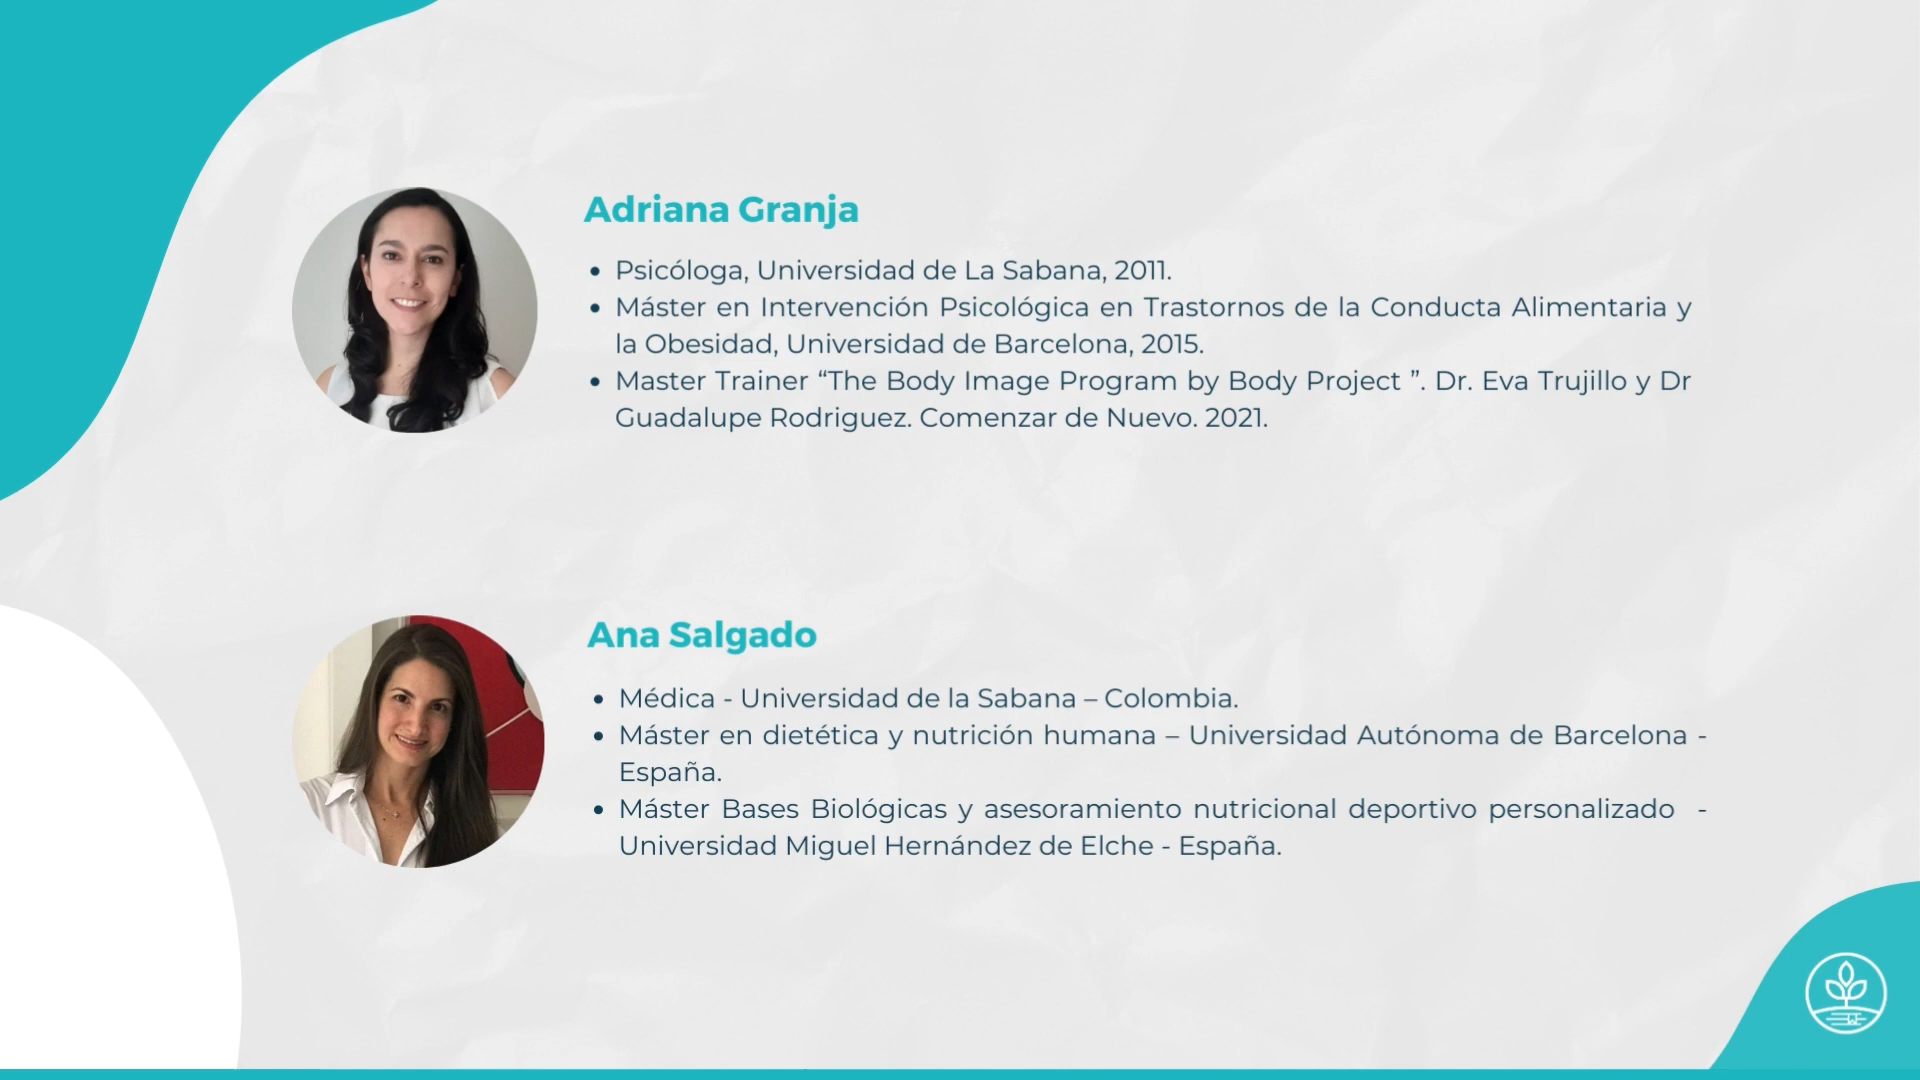 Adriana Granja
• Psicóloga, Universidad de La Sabana, 2011.
• Máster en Intervención Psicológica en Trastornos de la Conducta Alimentaria y
la Obesidad, Universidad de Barcelona, 2015.
• Master Trainer “The Body Image Program by Body Project ”. Dr. Eva Trujillo y Dr
Guadalupe Rodriguez. Comenzar de Nuevo. 2021.
Ana Salgado
• Médica - Universidad de la Sabana – Colombia.
• Máster en dietética y nutrición humana – Universidad Autónoma de Barcelona -
España.
• Máster Bases Biológicas y asesoramiento nutricional deportivo personalizado  -
Universidad Miguel Hernández de Elche - España.